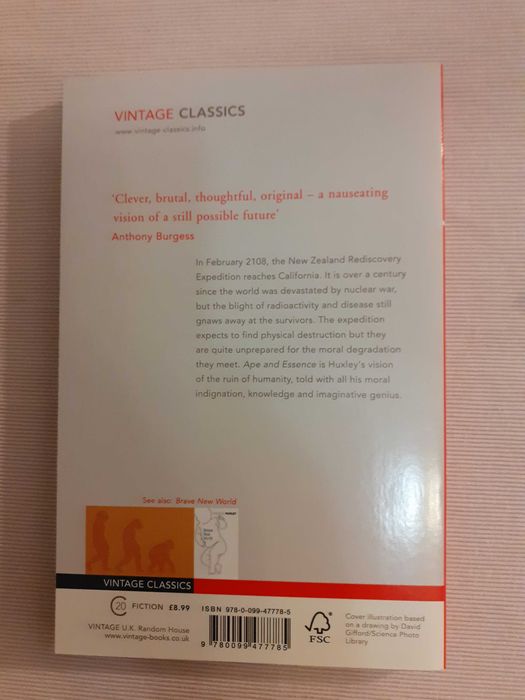 VINTAGE CLASSICS
www.vintage-classics.info
'Clever, brutal, thoughtful, original – a nauseating
vision of a still possible future'
Anthony Burgess
In February 2108, the New Zealand Rediscovery
Expedition reaches California. It is over a century
since the world was devastated by nuclear war,
but the blight of radioactivity and disease still
gnaws away at the survivors. The expedition
expects to find physical destruction but they
are quite unprepared for the moral degradation
they meet. Ape and Essence is Huxley's vision
of the ruin of humanity, told with all his moral
indignation, knowledge and imaginative genius.
See also: Brave New World
VINTAGE CLASSICS
C20 FICTION £8.99
VINTAGE U.K. Random House
www.vintage-books.co.uk
ISBN 978-0-099-47778-5
9 780099 477785
FSC
Cover illustration based
on a drawing by David
Gifford/Science Photo
Library